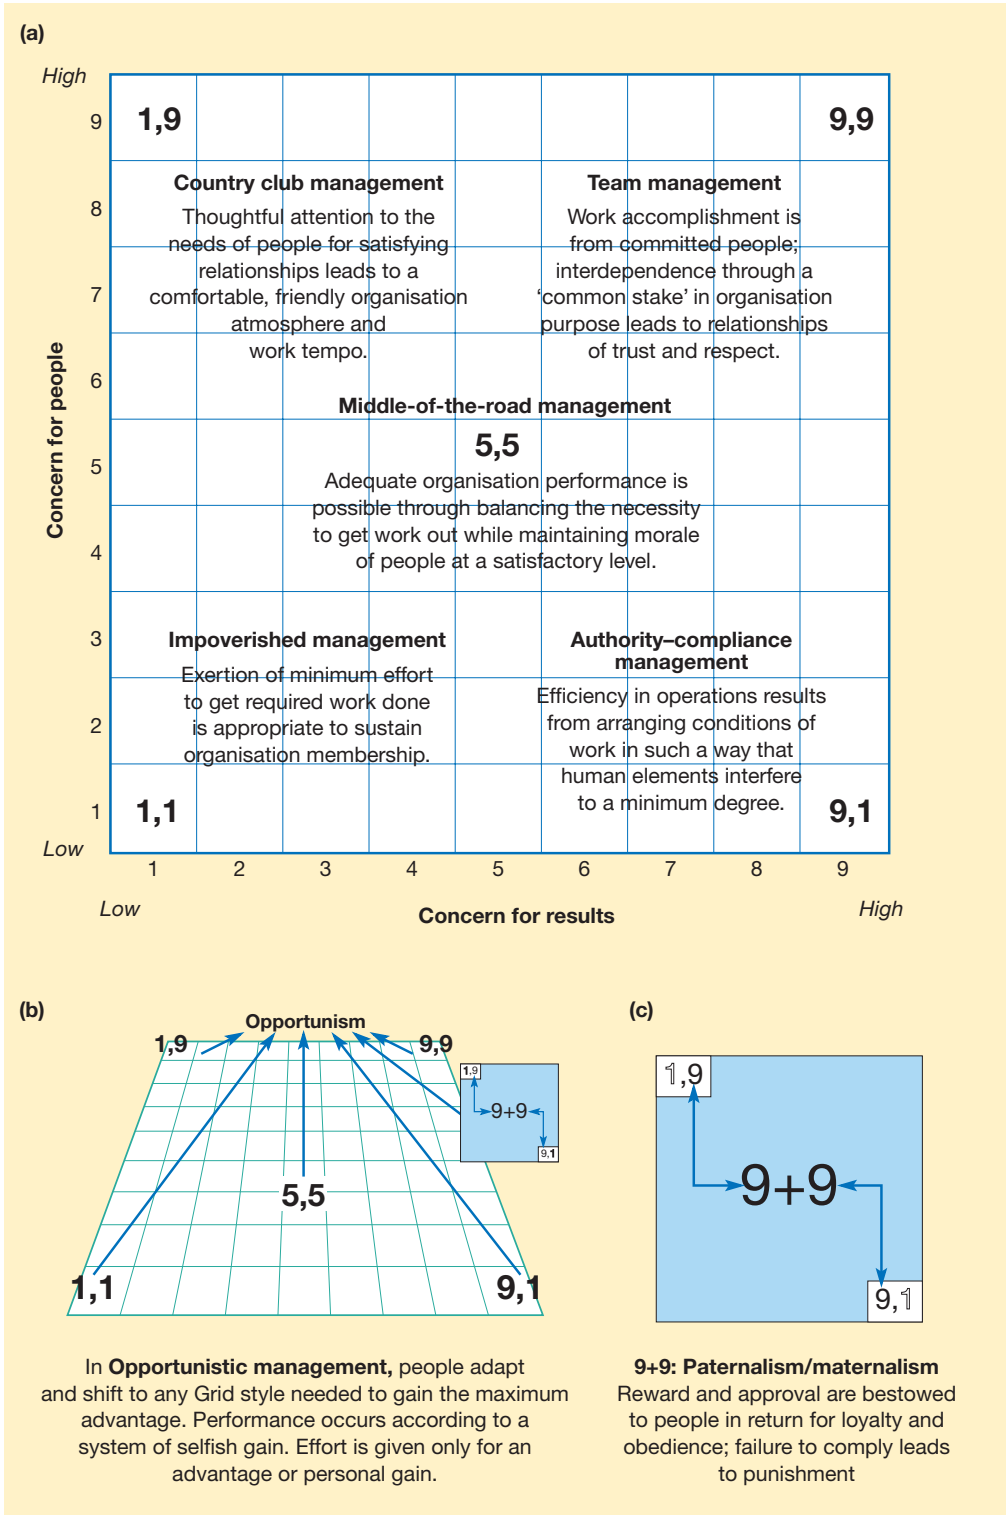 (a)
High
9
1,9
9,9
Country club management
Thoughtful attention to the
needs of people for satisfying
relationships leads to a
comfortable, friendly organisation
atmosphere and
work tempo.
Team management
Work accomplishment is
from committed people;
interdependence through a
‘common stake’ in organisation
purpose leads to relationships
of trust and respect.
8
7
6
Concern for people
Middle-of-the-road management
5,5
5
Adequate organisation performance is
possible through balancing the necessity
to get work out while maintaining morale
of people at a satisfactory level.
4
3
Impoverished management
Exertion of minimum effort
to get required work done
is appropriate to sustain
organisation membership.
Authority–compliance
management
Efficiency in operations results
from arranging conditions of
work in such a way that
human elements interfere
to a minimum degree.
2
1
1,1
9,1
Low
1 2 3 4 5 6 7 8 9
Low
Concern for results
High
(b)
Opportunism
1,9
9,9
1,9
9+9
9,1
5,5
1,1
9,1
In Opportunistic management, people adapt
and shift to any Grid style needed to gain the maximum
advantage. Performance occurs according to a
system of selfish gain. Effort is given only for an
advantage or personal gain.
(c)
1,9
9+9
9,1
9+9: Paternalism/maternalism
Reward and approval are bestowed
to people in return for loyalty and
obedience; failure to comply leads
to punishment